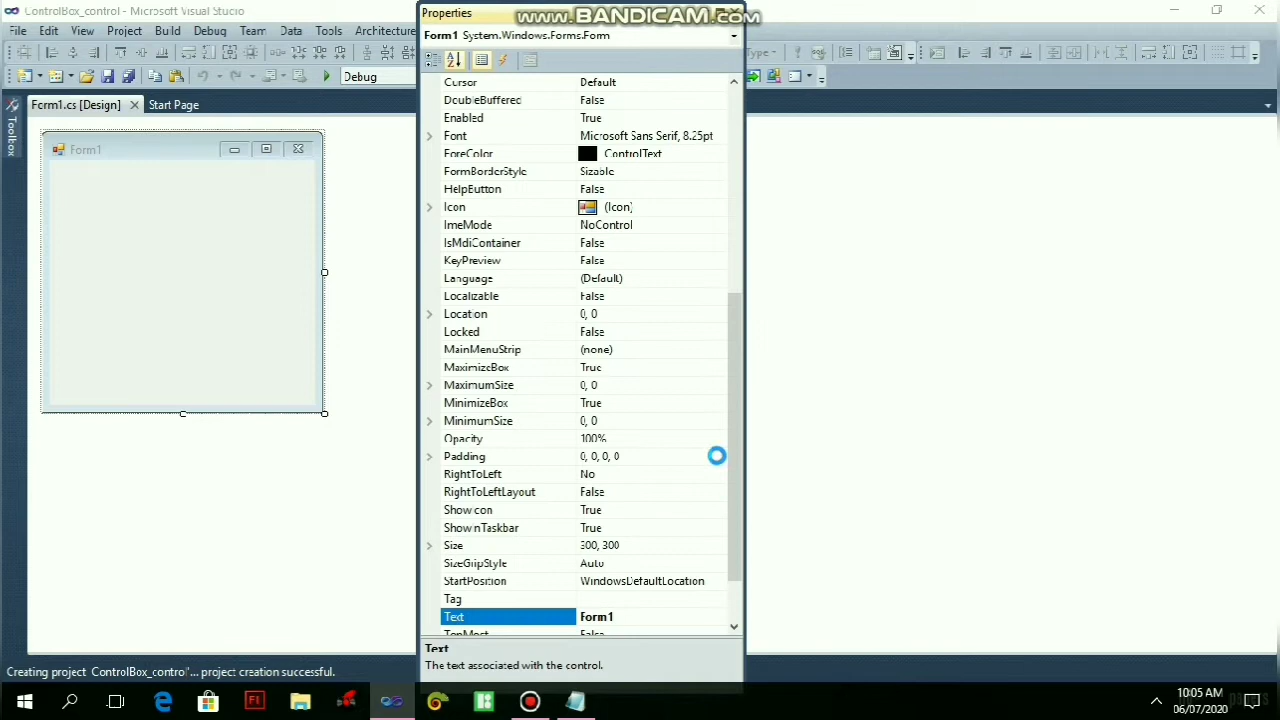 ControlBox_control - Microsoft Visual Studio
File Edit View Project Build Debug Team Data Tools Architecture
Debug
Form1.cs [Design] Start Page
Toolbox
Form1
Properties
www.BANDICAM.com
Form1 System.Windows.Forms.Form
Cursor Default
DoubleBuffered False
Enabled True
Font Microsoft Sans Serif, 8.25pt
ForeColor ControlText
FormBorderStyle Sizable
HelpButton False
Icon (Icon)
ImeMode NoControl
IsMdiContainer False
KeyPreview False
Language (Default)
Localizable False
Location 0, 0
Locked False
MainMenuStrip (none)
MaximizeBox True
MaximumSize 0, 0
MinimizeBox True
MinimumSize 0, 0
Opacity 100%
Padding 0, 0, 0, 0
RightToLeft No
RightToLeftLayout False
ShowIcon True
ShowInTaskbar True
Size 300, 300
SizeGripStyle Auto
StartPosition WindowsDefaultLocation
Tag
Text Form1
TopMost False
Text
The text associated with the control.
Type
Creating project 'ControlBox_control'... project creation successful.
10:05 AM
06/07/2020